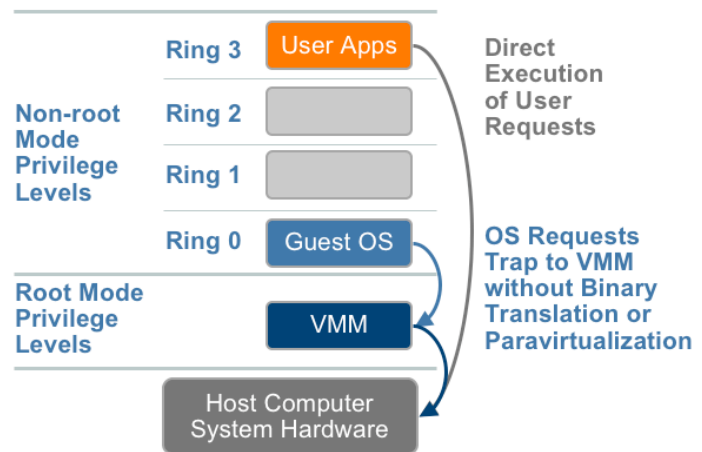 Ring 3
User Apps
Direct
Execution
of User
Requests
Non-root
Mode
Privilege
Levels
Ring 2
Ring 1
Ring 0
Guest OS
OS Requests
Trap to VMM
without Binary
Translation or
Paravirtualization
Root Mode
Privilege
Levels
VMM
Host Computer
System Hardware